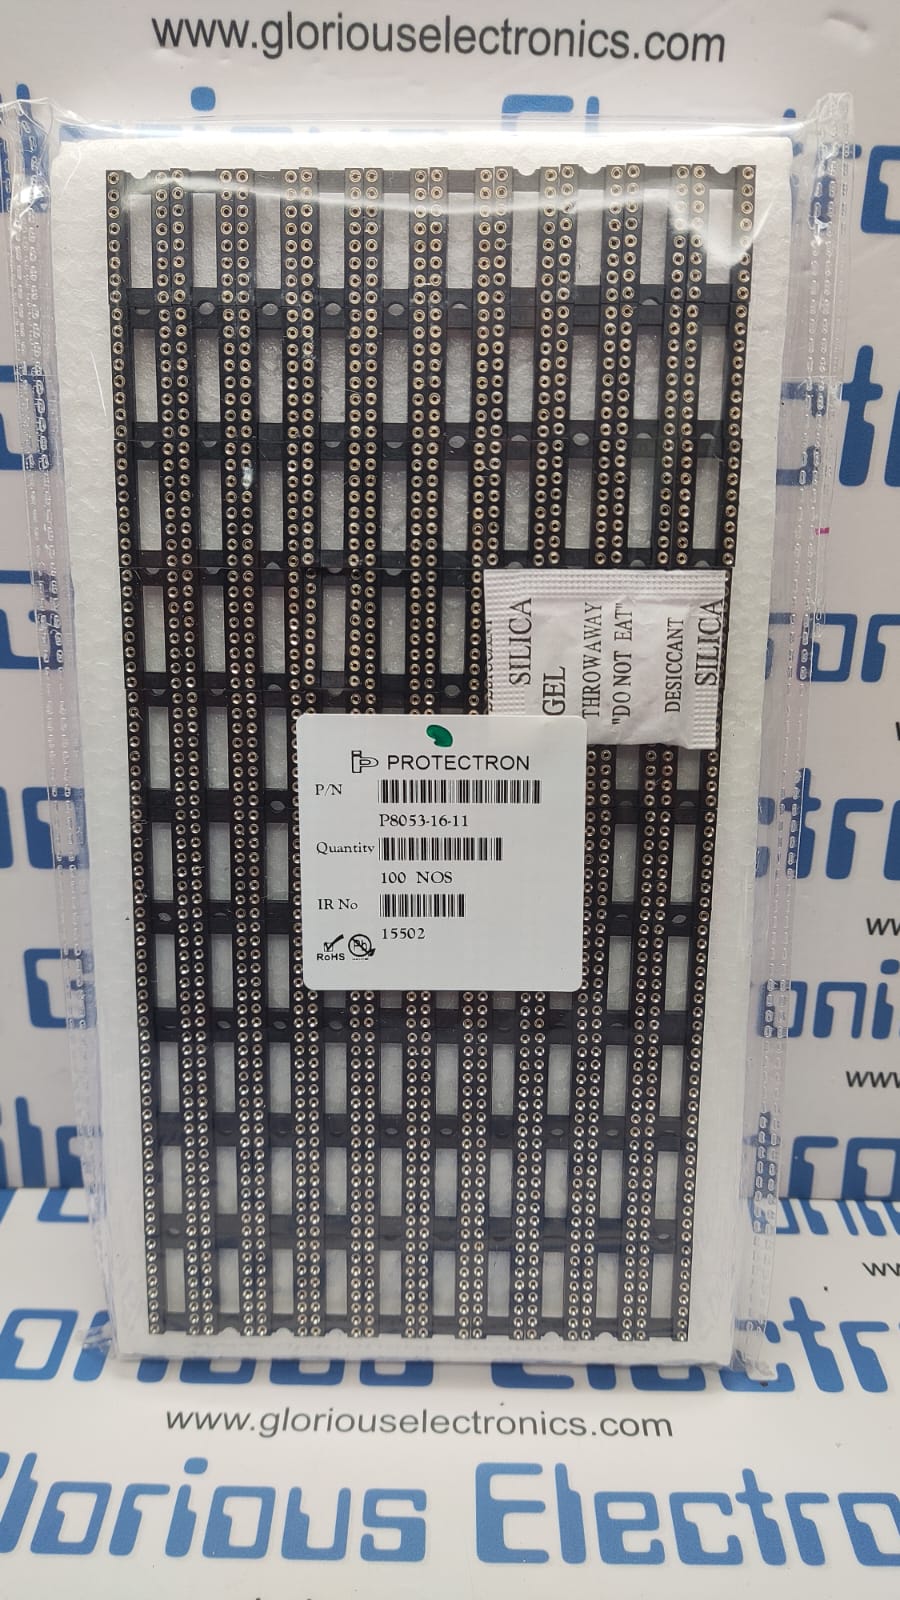 www.gloriouselectronics.com
SILICA
GEL
THROWAWAY
"DO NOT EAT"
DESICCANT
SILICA
PROTECTRON
P/N
P8053-16-11
Quantity
100 NOS
IR No
15502
RoHS
Pb
www.gloriouselectronics.com
Glorious Electro